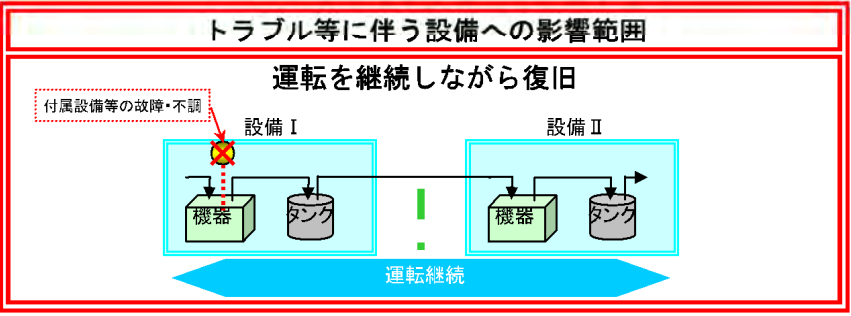 トラブル等に伴う設備への影響範囲
運転を継続しながら復旧
付属設備等の故障・不調
設備Ⅰ
設備Ⅱ
機器
タンク
機器
タンク
運転継続